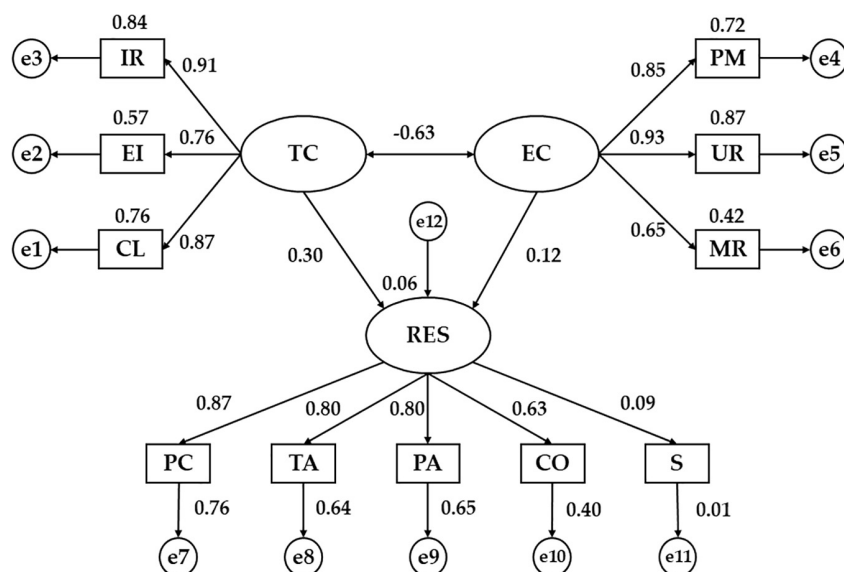 0.84
0.72
e3
IR
PM
e4
0.91
0.85
0.57
0.87
e2
EI
0.76
TC
-0.63
EC
0.93
UR
e5
0.76
0.42
e1
CL
0.87
e12
0.65
MR
e6
0.30
0.06
0.12
RES
0.87
0.80
0.80
0.63
0.09
PC
TA
PA
CO
S
0.76
0.64
0.65
0.40
0.01
e7
e8
e9
e10
e11